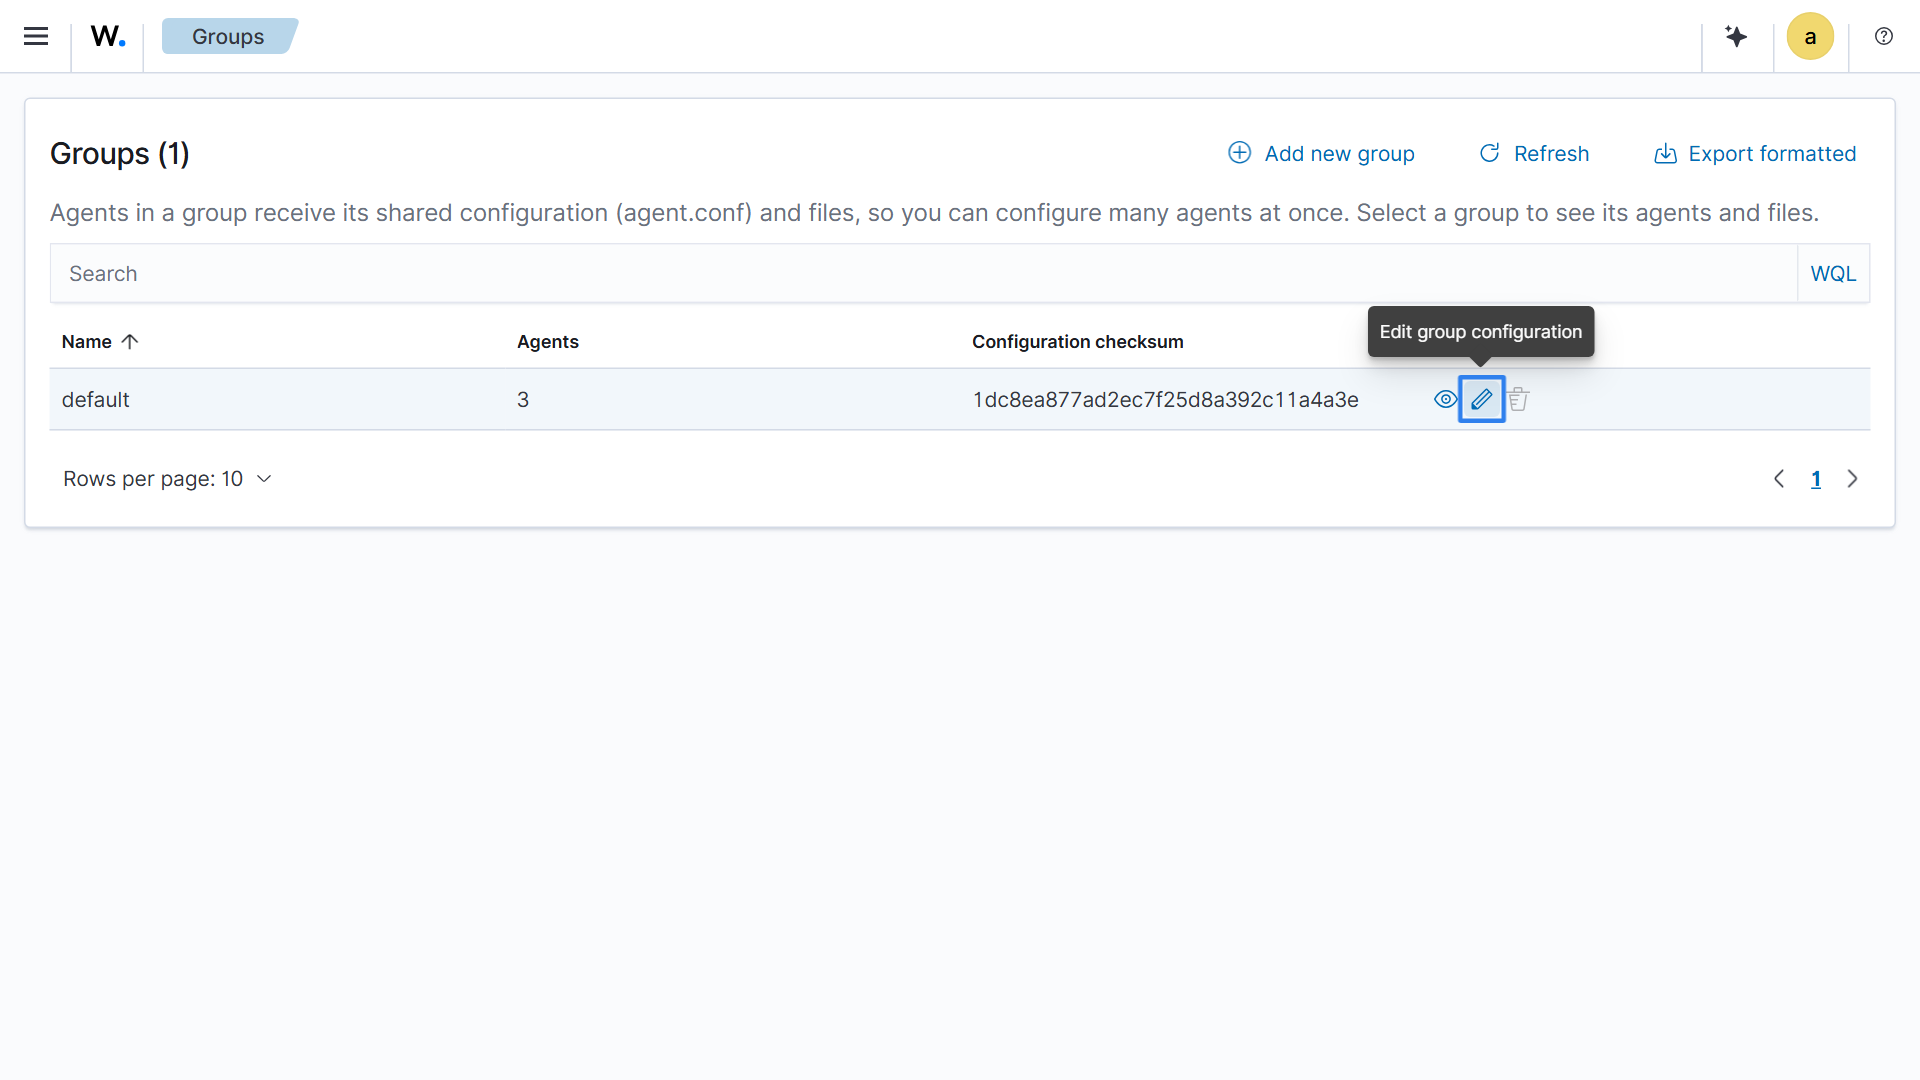 W. Groups a
Groups (1) Add new group Refresh Export formatted
Agents in a group receive its shared configuration (agent.conf) and files, so you can configure many agents at once. Select a group to see its agents and files.
Search WQL
Edit group configuration
Name Agents Configuration checksum
default 3 1dc8ea877ad2ec7f25d8a392c11a4a3e
Rows per page: 10 1